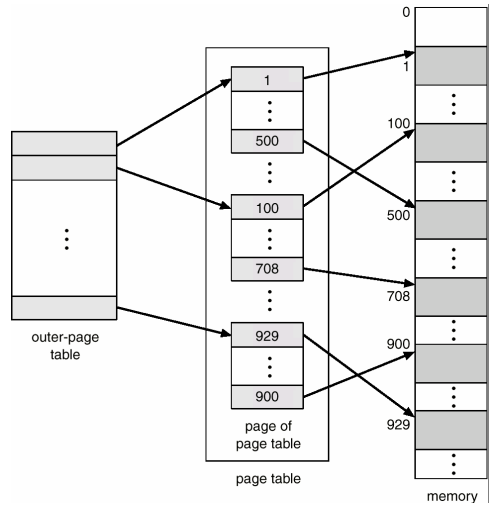 0
1
100
500
708
900
929
1
500
100
708
929
900
outer-page
table
page of
page table
page table
memory